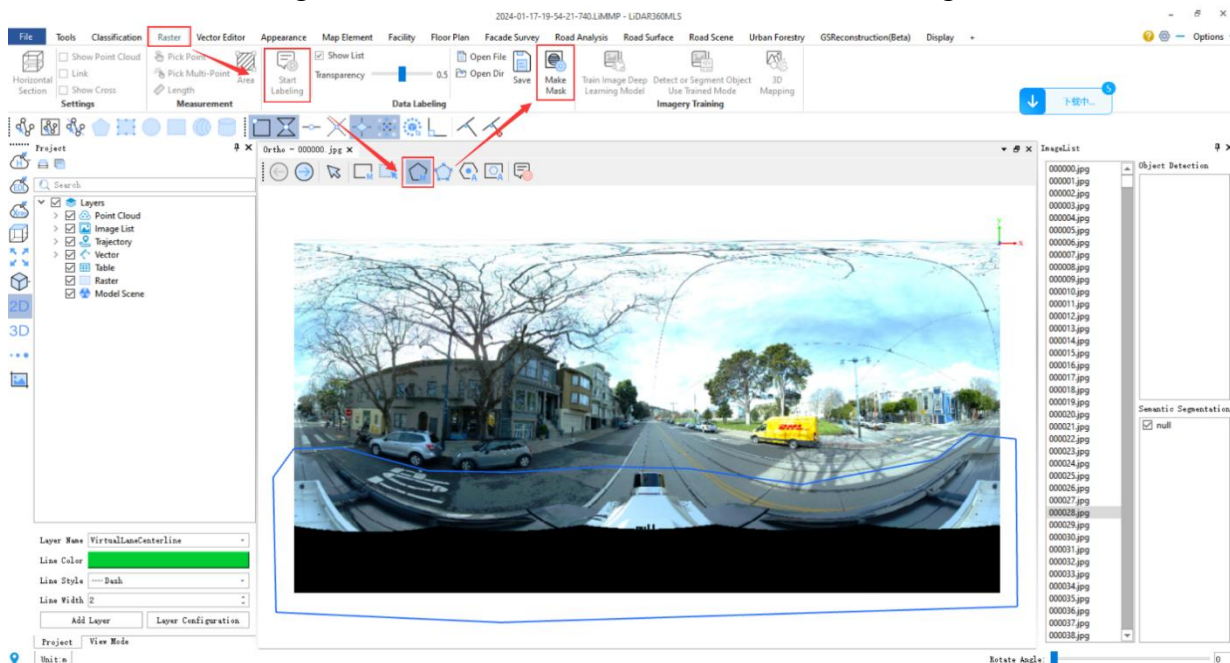 2024-01-17-19-54-21-740.LiMMP - LiDAR360MLS
File Tools Classification Raster Vector Editor Appearance Map Element Facility Floor Plan Facade Survey Road Analysis Road Surface Road Scene Urban Forestry GSReconstruction(Beta) Display + Options
Show Point Cloud Pick Point Show List Open File
Link Pick Multi-Point Area Start Transparency 0.5 Open Dir Save Make Train Image Deep Detect or Segment Object 3D
Horizontal Section Show Cross Length Labeling Mask Learning Model Use Trained Mode Mapping
Settings Measurement Data Labeling Imagery Training
下载中...
5
Project
Ortho - 000000.jpg
ImageList
Search
Layers
Point Cloud
Image List
Trajectory
Vector
Table
Raster
Model Scene
2D
3D
Layer Name VirtualLaneCenterline
Line Color
Line Style Dash
Line Width 2
Add Layer Layer Configuration
Project View Mode
Unit:m
y
x
DHL
000000.jpg
000001.jpg
000002.jpg
000003.jpg
000004.jpg
000005.jpg
000006.jpg
000007.jpg
000008.jpg
000009.jpg
000010.jpg
000011.jpg
000012.jpg
000013.jpg
000014.jpg
000015.jpg
000016.jpg
000017.jpg
000018.jpg
000019.jpg
000020.jpg
000021.jpg
000022.jpg
000023.jpg
000024.jpg
000025.jpg
000026.jpg
000027.jpg
000028.jpg
000029.jpg
000030.jpg
000031.jpg
000032.jpg
000033.jpg
000034.jpg
000035.jpg
000036.jpg
000037.jpg
000038.jpg
Object Detection
Semantic Segmentation
null
Rotate Angle: 0